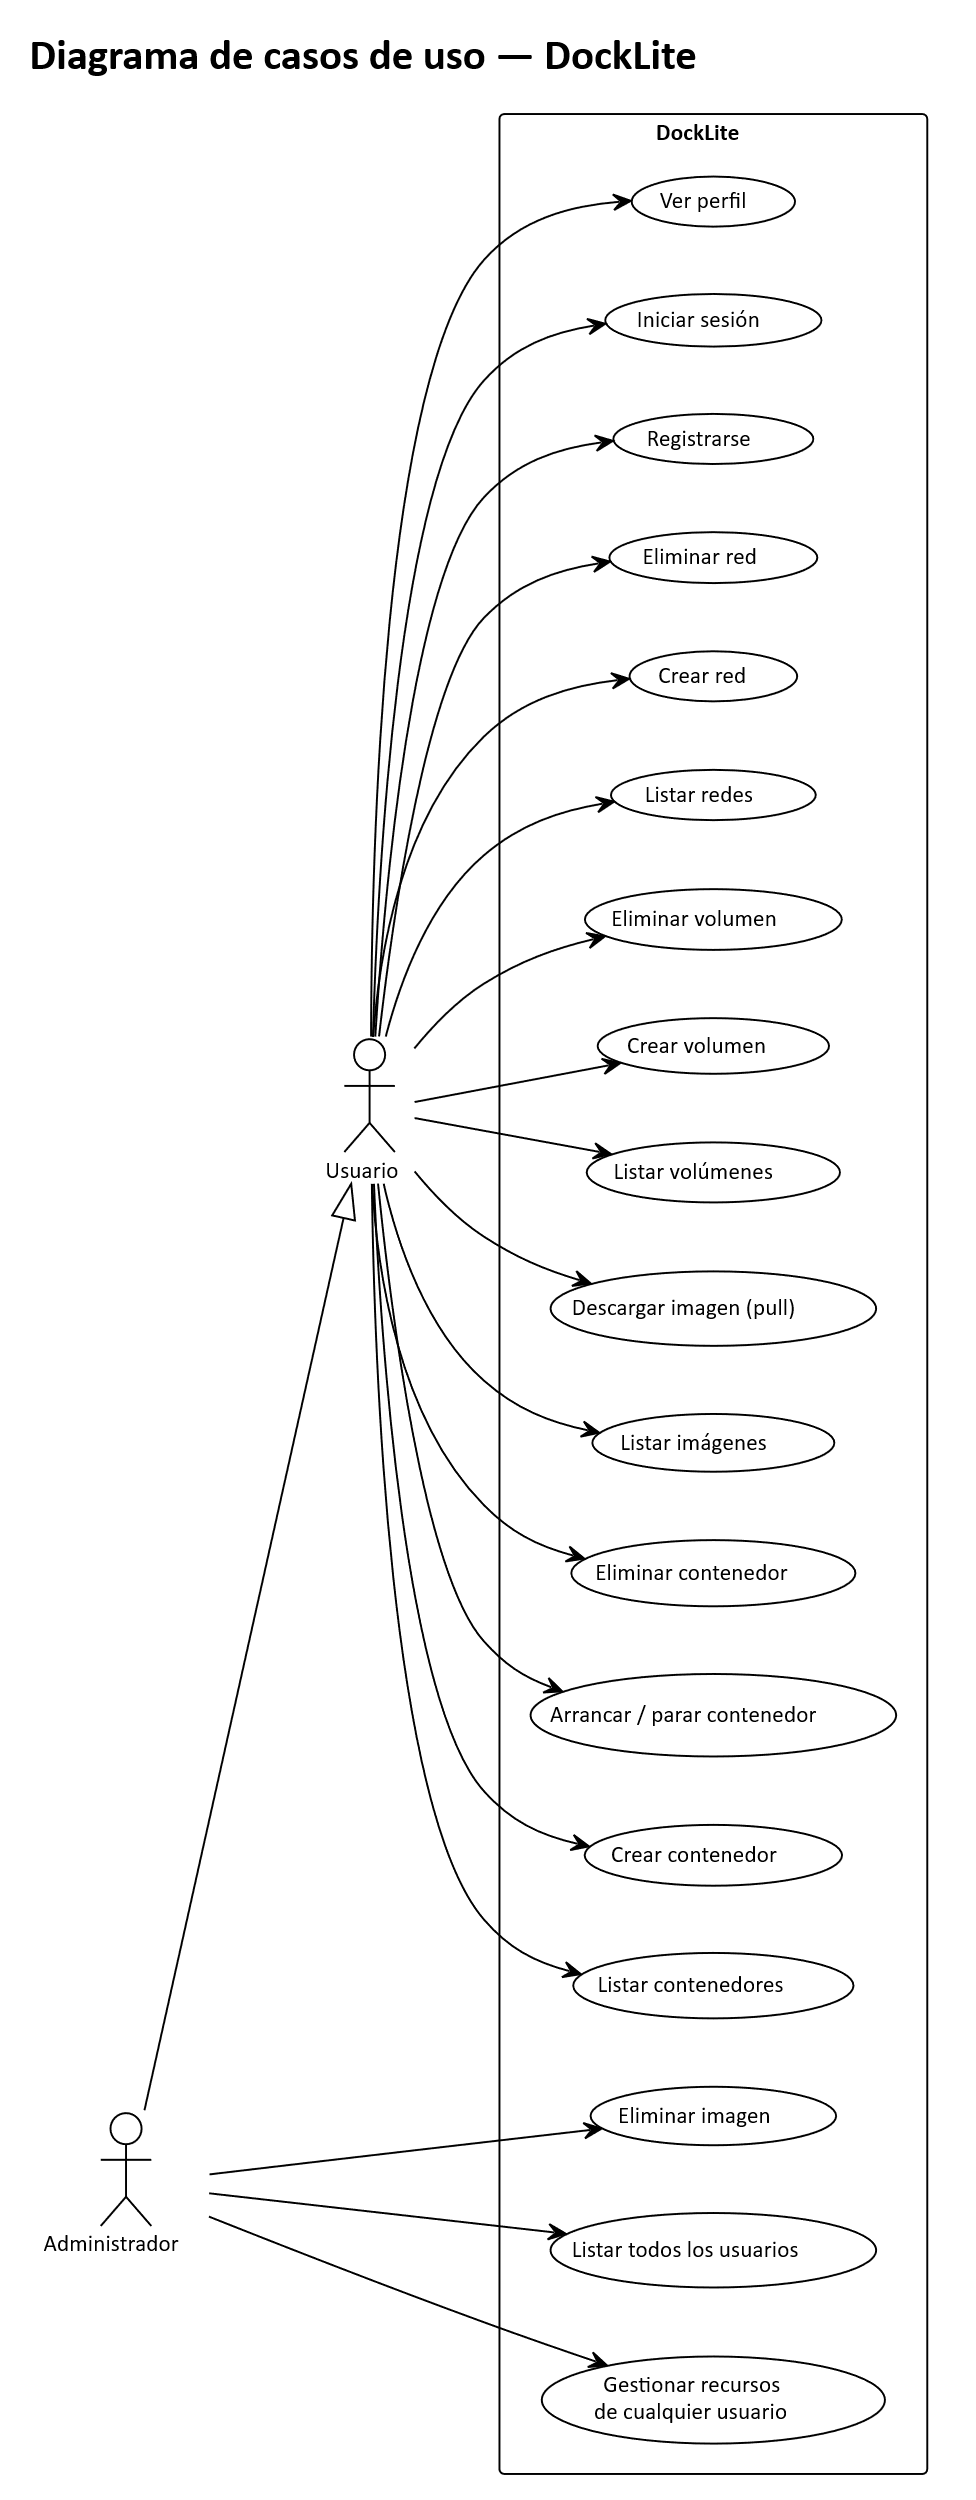 Diagrama de casos de uso — DockLite
DockLite
Ver perfil
Iniciar sesión
Registrarse
Eliminar red
Crear red
Listar redes
Eliminar volumen
Crear volumen
Usuario
Listar volúmenes
Descargar imagen (pull)
Listar imágenes
Eliminar contenedor
Arrancar / parar contenedor
Crear contenedor
Listar contenedores
Eliminar imagen
Administrador
Listar todos los usuarios
Gestionar recursos
de cualquier usuario